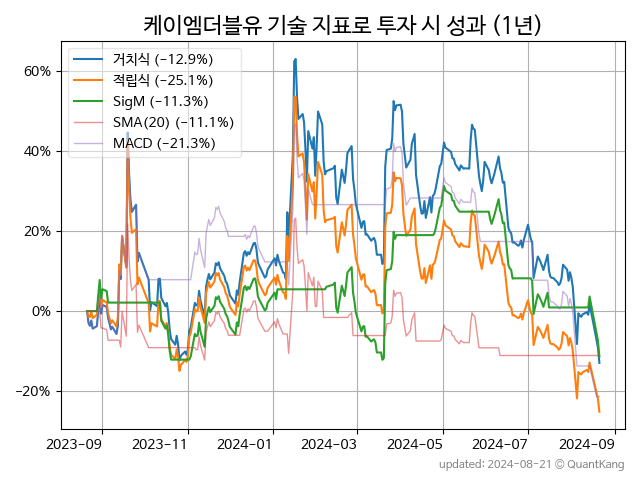 케이엠더블유 기술 지표로 투자 시 성과 (1년)
거치식 (−12.9%)
적립식 (−25.1%)
SigM (−11.3%)
SMA(20) (−11.1%)
MACD (−21.3%)
60%
40%
20%
0%
−20%
2023−09 2023−11 2024−01 2024−03 2024−05 2024−07 2024−09
updated: 2024−08−21 © QuantKang